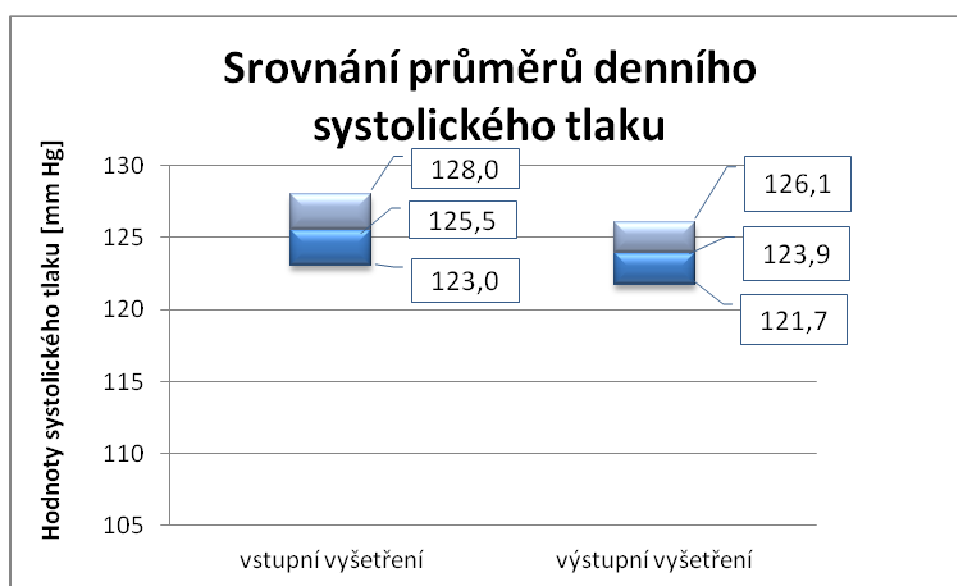 Srovnání průměrů denního
systolického tlaku
Hodnoty systolického tlaku [mm Hg]
130
125
120
115
110
105
128,0
125,5
123,0
126,1
123,9
121,7
vstupní vyšetření
výstupní vyšetření